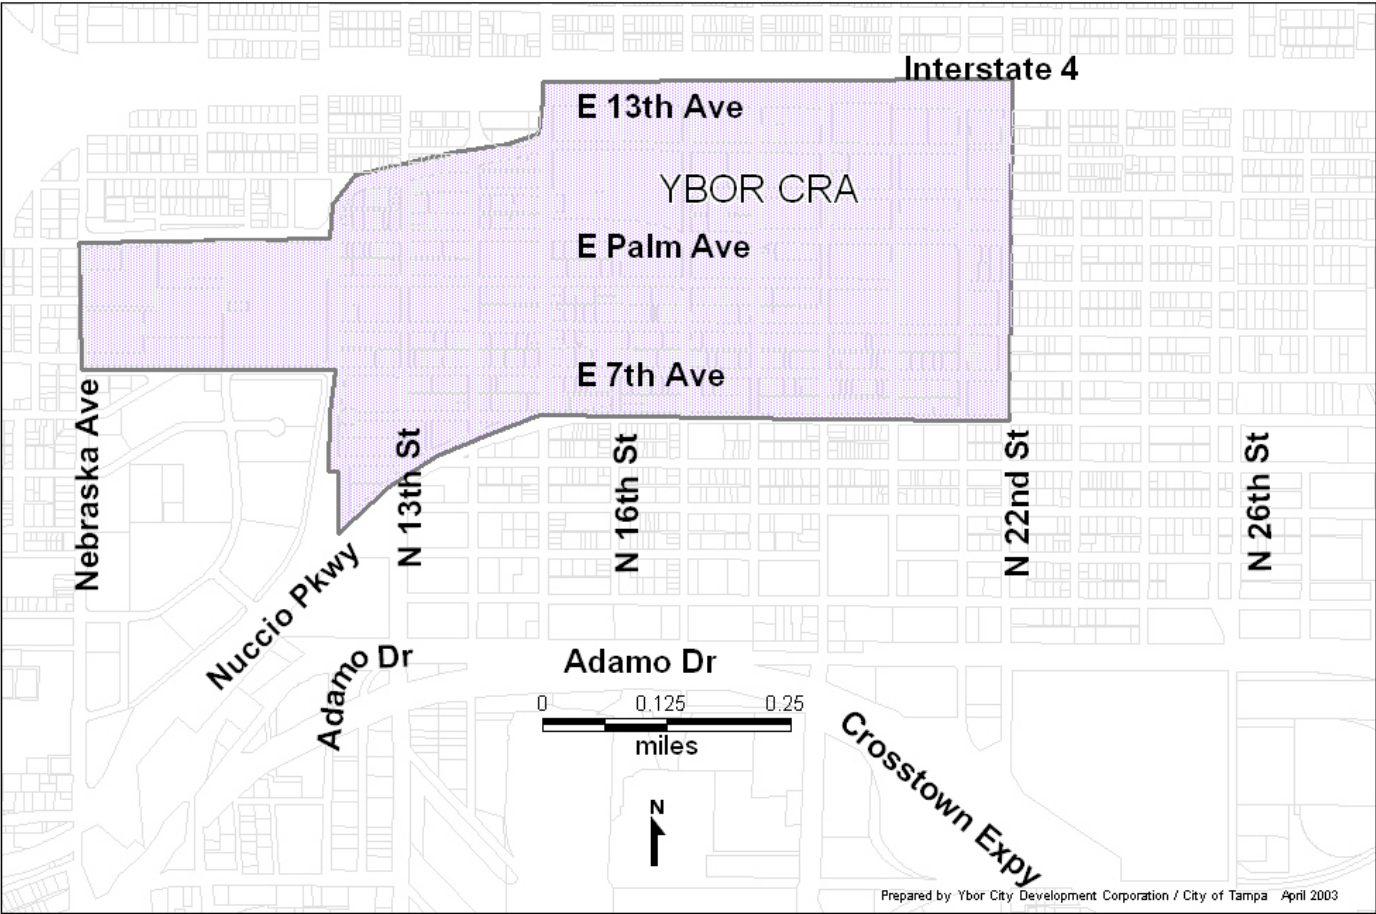 Interstate 4
E 13th Ave
YBOR CRA
E Palm Ave
E 7th Ave
Nebraska Ave
N 13th St
N 16th St
N 22nd St
N 26th St
Nuccio Pkwy
Adamo Dr
Adamo Dr
0 0.125 0.25
miles
Crosstown Expy
N
Prepared by Ybor City Development Corporation / City of Tampa April 2003